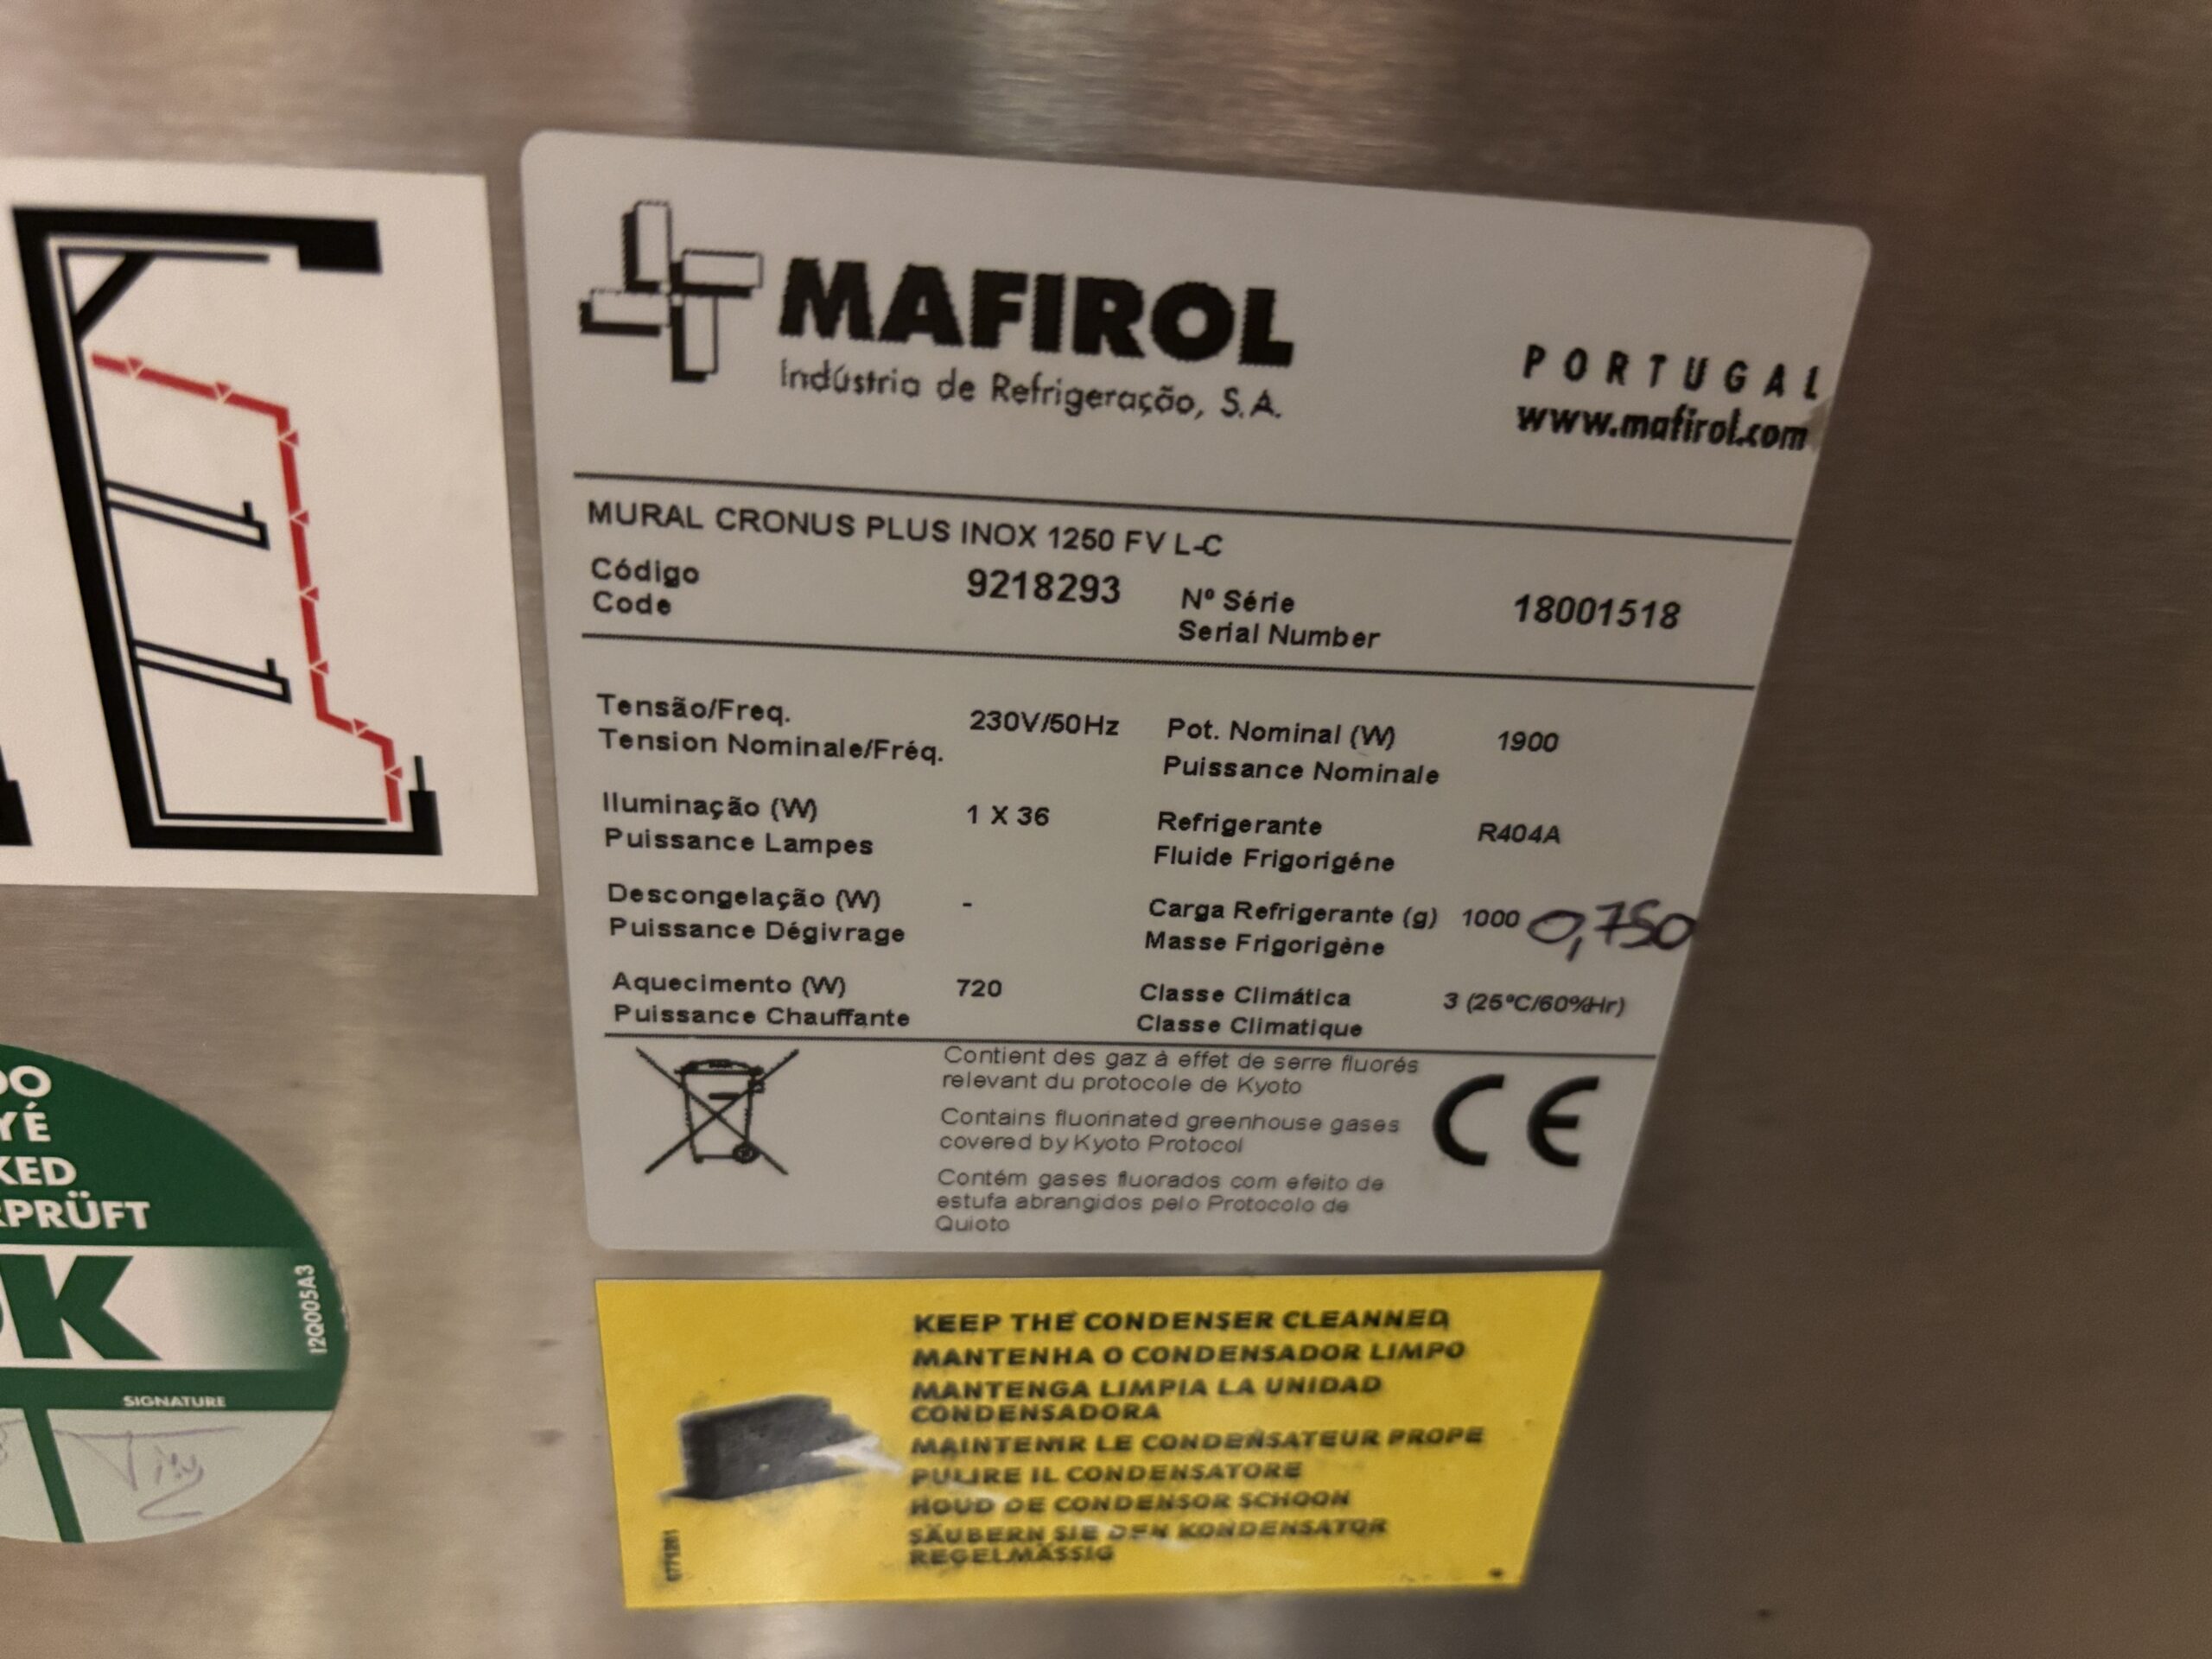 MAFIROL
Indústria de Refrigeração, S.A.
PORTUGAL
www.mafirol.com
MURAL CRONUS PLUS INOX 1250 FV L-C
Código 9218293 Nº Série 18001518
Code Serial Number
Tensão/Freq. 230V/50Hz Pot. Nominal (W) 1900
Tension Nominale/Fréq. Puissance Nominale
Iluminação (W) 1 X 36 Refrigerante R404A
Puissance Lampes Fluide Frigorigéne
Descongelação (W) - Carga Refrigerante (g) 1000 0,750
Puissance Dégivrage Masse Frigorigène
Aquecimento (W) 720 Classe Climática 3 (25ºC/60%Hr)
Puissance Chauffante Classe Climatique
Contient des gaz à effet de serre fluorés
relevant du protocole de Kyoto
Contains fluorinated greenhouse gases
covered by Kyoto Protocol
Contém gases fluorados com efeito de
estufa abrangidos pelo Protocolo de
Quioto
CE
KEEP THE CONDENSER CLEANNED
MANTENHA O CONDENSADOR LIMPO
MANTENGA LIMPIA LA UNIDAD
CONDENSADORA
MAINTENIR LE CONDENSATEUR PROPE
PULIRE IL CONDENSATORE
HOUD DE CONDENSOR SCHOON
SÄUBERN SIE DEN KONDENSATOR
REGELMÄSSIG
DO
YÉ
KED
RPRÜFT
OK
12Q005A3
SIGNATURE